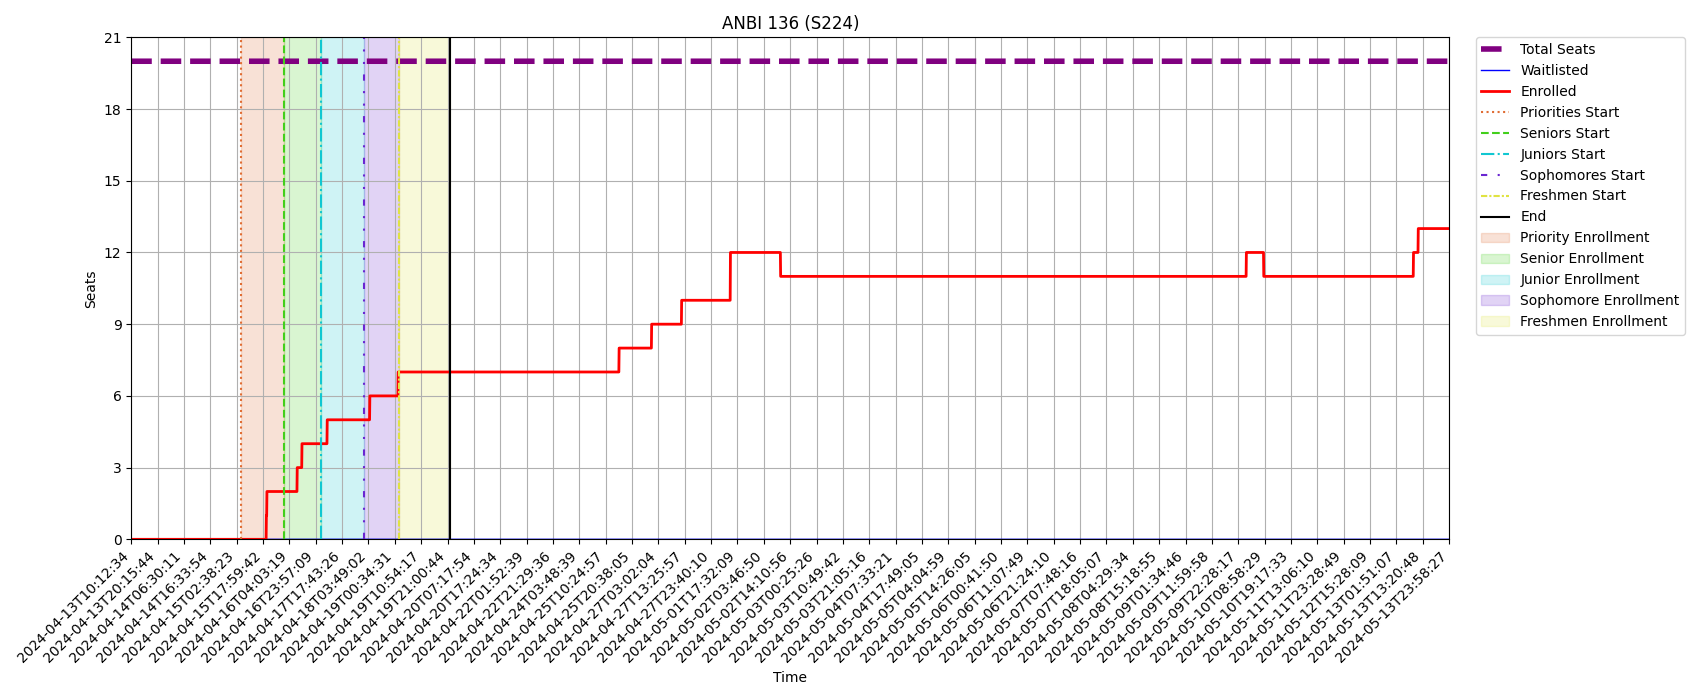 ANBI 136 (S224)
21
18
15
12
9
6
3
0
Seats
2024-04-13T10:12:34
2024-04-13T20:15:44
2024-04-14T06:30:11
2024-04-14T16:33:54
2024-04-15T02:38:23
2024-04-15T17:59:42
2024-04-16T04:03:19
2024-04-16T23:57:09
2024-04-17T17:43:26
2024-04-18T03:49:02
2024-04-19T00:34:31
2024-04-19T10:54:17
2024-04-19T21:00:44
2024-04-20T07:17:54
2024-04-20T17:24:34
2024-04-22T01:52:39
2024-04-22T21:29:36
2024-04-24T03:48:39
2024-04-25T10:24:57
2024-04-25T20:38:05
2024-04-27T03:02:04
2024-04-27T13:25:57
2024-04-27T23:40:10
2024-05-01T17:32:09
2024-05-02T03:46:50
2024-05-02T14:10:56
2024-05-03T00:25:26
2024-05-03T10:49:42
2024-05-03T21:05:16
2024-05-04T07:33:21
2024-05-04T17:49:05
2024-05-05T04:04:59
2024-05-05T14:26:05
2024-05-06T00:41:50
2024-05-06T11:07:49
2024-05-06T21:24:10
2024-05-07T07:48:16
2024-05-07T18:05:07
2024-05-08T04:29:34
2024-05-08T15:18:55
2024-05-09T01:34:46
2024-05-09T11:59:58
2024-05-09T22:28:17
2024-05-10T08:58:29
2024-05-10T19:17:33
2024-05-11T13:06:10
2024-05-11T23:28:49
2024-05-12T15:28:09
2024-05-13T01:51:07
2024-05-13T13:20:48
2024-05-13T23:58:27
Time
Total Seats
Waitlisted
Enrolled
Priorities Start
Seniors Start
Juniors Start
Sophomores Start
Freshmen Start
End
Priority Enrollment
Senior Enrollment
Junior Enrollment
Sophomore Enrollment
Freshmen Enrollment